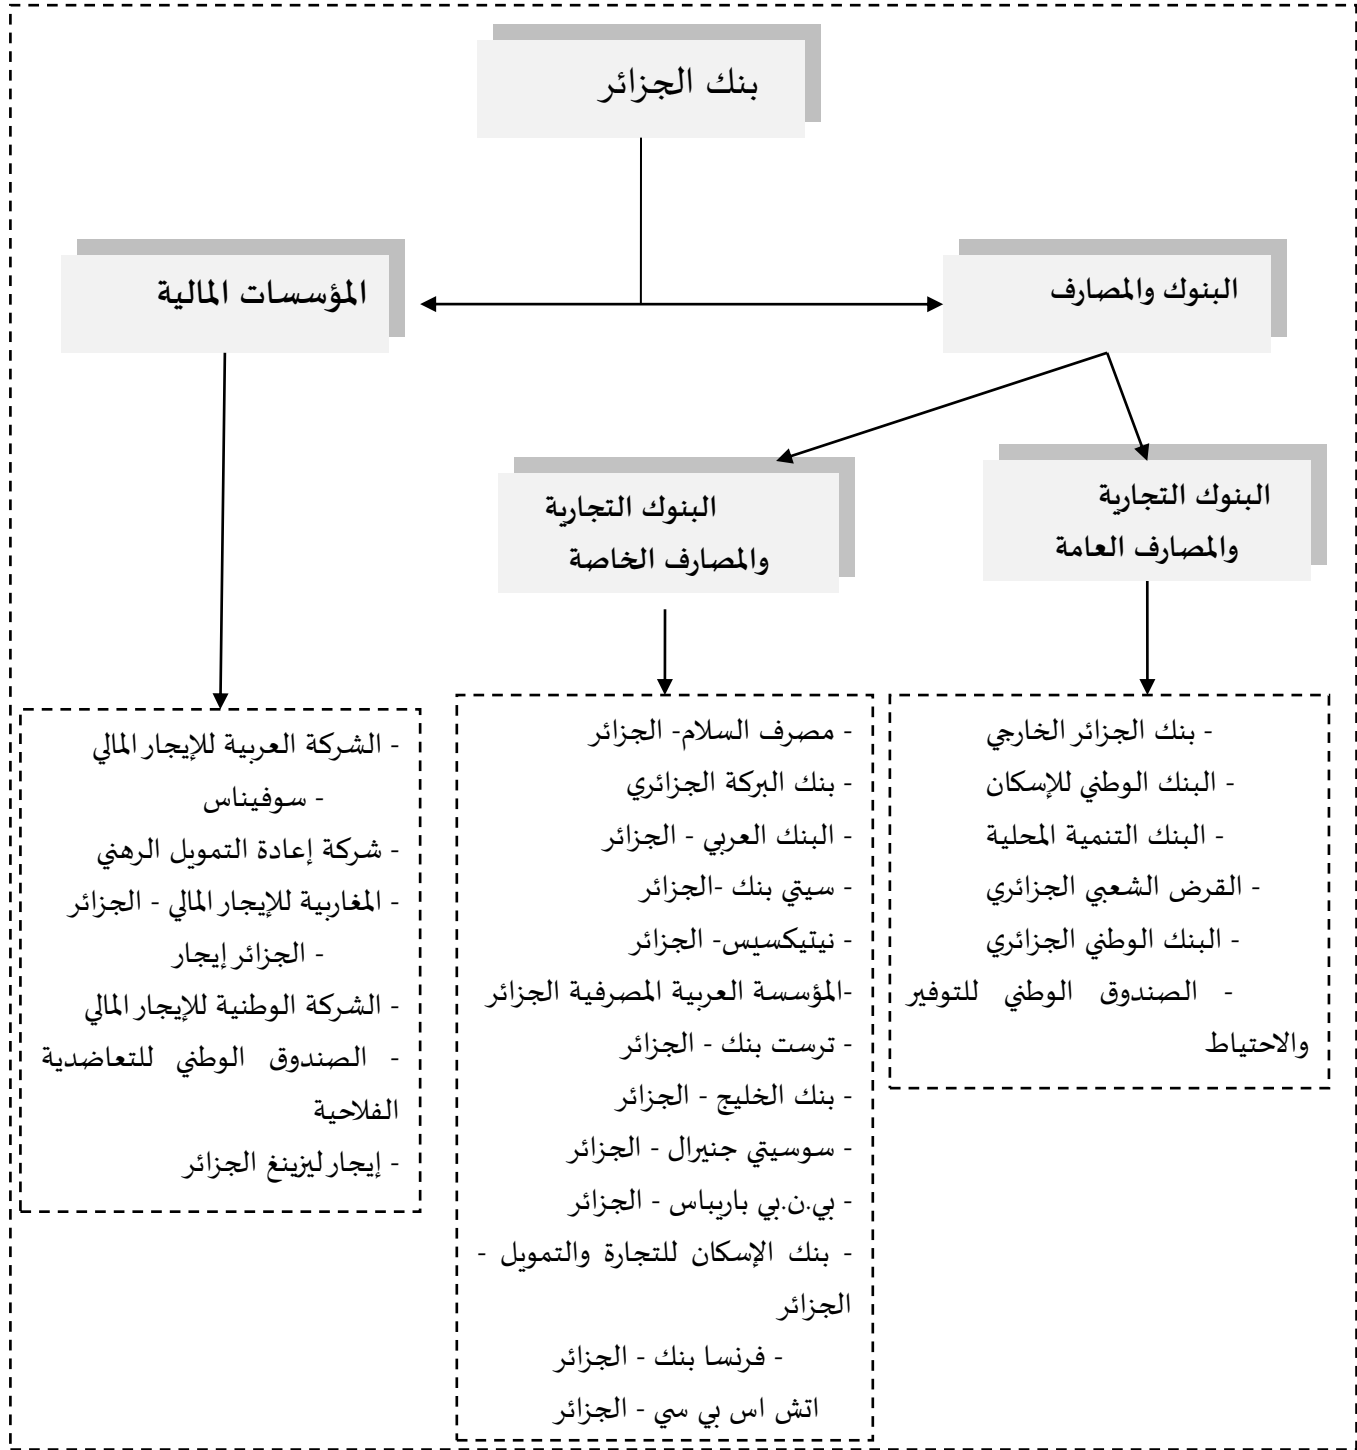 بنك الجزائر
البنوك والمصارف
المؤسسات المالية
البنوك التجارية
والمصارف العامة
البنوك التجارية
والمصارف الخاصة
- بنك الجزائر الخارجي
- البنك الوطني للإسكان
- البنك التنمية المحلية
- القرض الشعبي الجزائري
- البنك الوطني الجزائري
- الصندوق الوطني للتوفير
والاحتياط
- مصرف السلام- الجزائر
- بنك البركة الجزائري
- البنك العربي - الجزائر
- سيتي بنك -الجزائر
- نيتيكسيس- الجزائر
-المؤسسة العربية المصرفية الجزائر
- ترست بنك - الجزائر
- بنك الخليج - الجزائر
- سوسيتي جنيرال - الجزائر
- بي.ن.بي باريباس - الجزائر
- بنك الإسكان للتجارة والتمويل -
الجزائر
- فرنسا بنك - الجزائر
اتش اس بي سي - الجزائر
- الشركة العربية للإيجار المالي
- سوفيناس
- شركة إعادة التمويل الرهني
- المغاربية للإيجار المالي - الجزائر
- الجزائر إيجار
- الشركة الوطنية للإيجار المالي
- الصندوق الوطني للتعاضدية
الفلاحية
- إيجار ليزينغ الجزائر